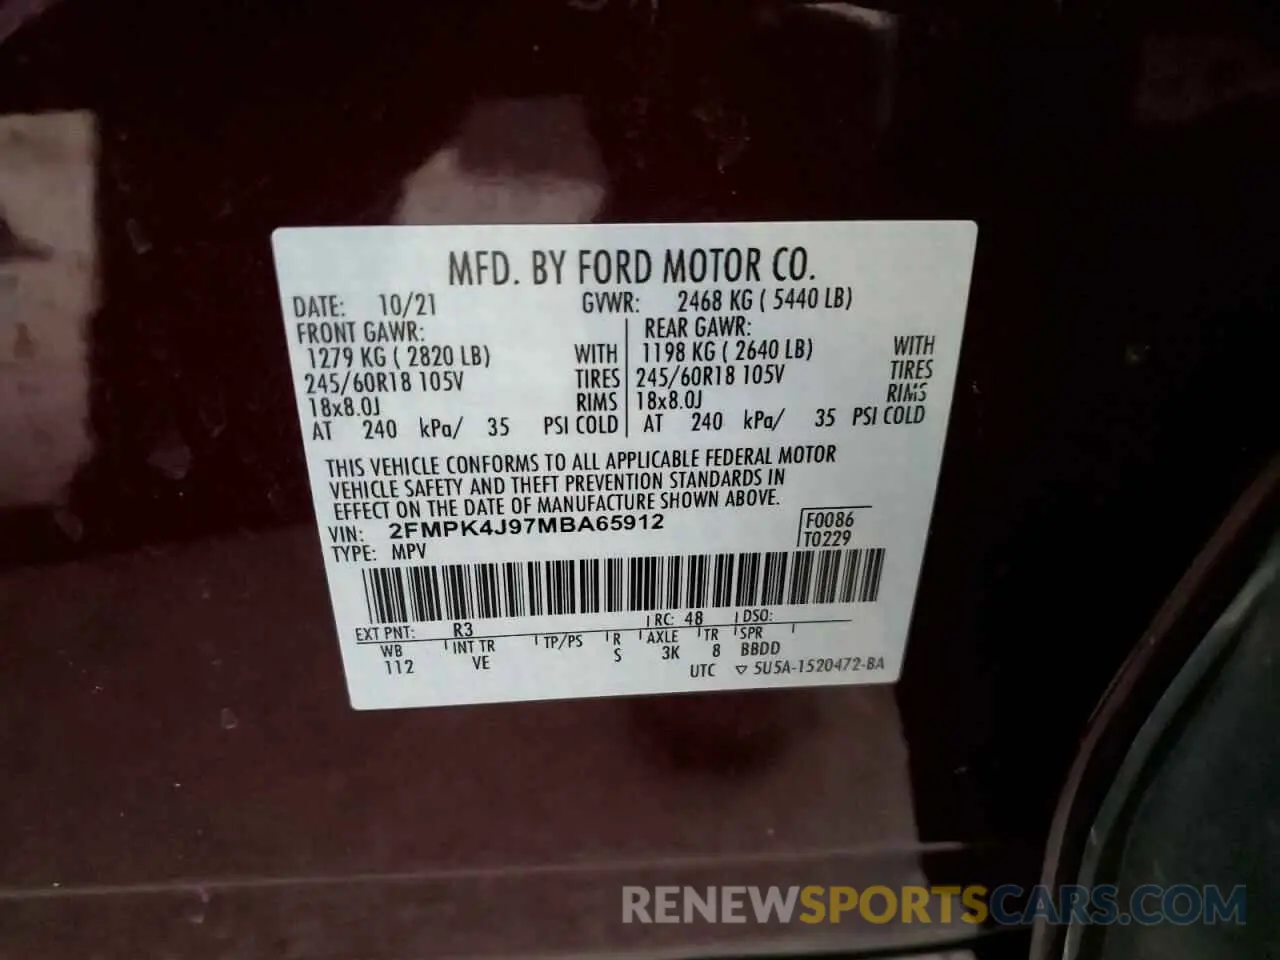 MFD. BY FORD MOTOR CO.
DATE: 10/21 GVWR: 2468 KG ( 5440 LB)
FRONT GAWR: REAR GAWR:
1279 KG ( 2820 LB) WITH 1198 KG ( 2640 LB) WITH
245/60R18 105V TIRES 245/60R18 105V TIRES
18x8.0J RIMS 18x8.0J RIMS
AT 240 kPa/ 35 PSI COLD AT 240 kPa/ 35 PSI COLD
THIS VEHICLE CONFORMS TO ALL APPLICABLE FEDERAL MOTOR
VEHICLE SAFETY AND THEFT PREVENTION STANDARDS IN
EFFECT ON THE DATE OF MANUFACTURE SHOWN ABOVE.
VIN: 2FMPK4J97MBA65912 F0086
TYPE: MPV T0229
EXT PNT: R3 RC: 48 DSO:
WB INT TR TP/PS R AXLE TR SPR
112 VE S 3K 8 BBDD
UTC ▽ 5U5A-1520472-BA
RENEWSPORTSCARS.COM